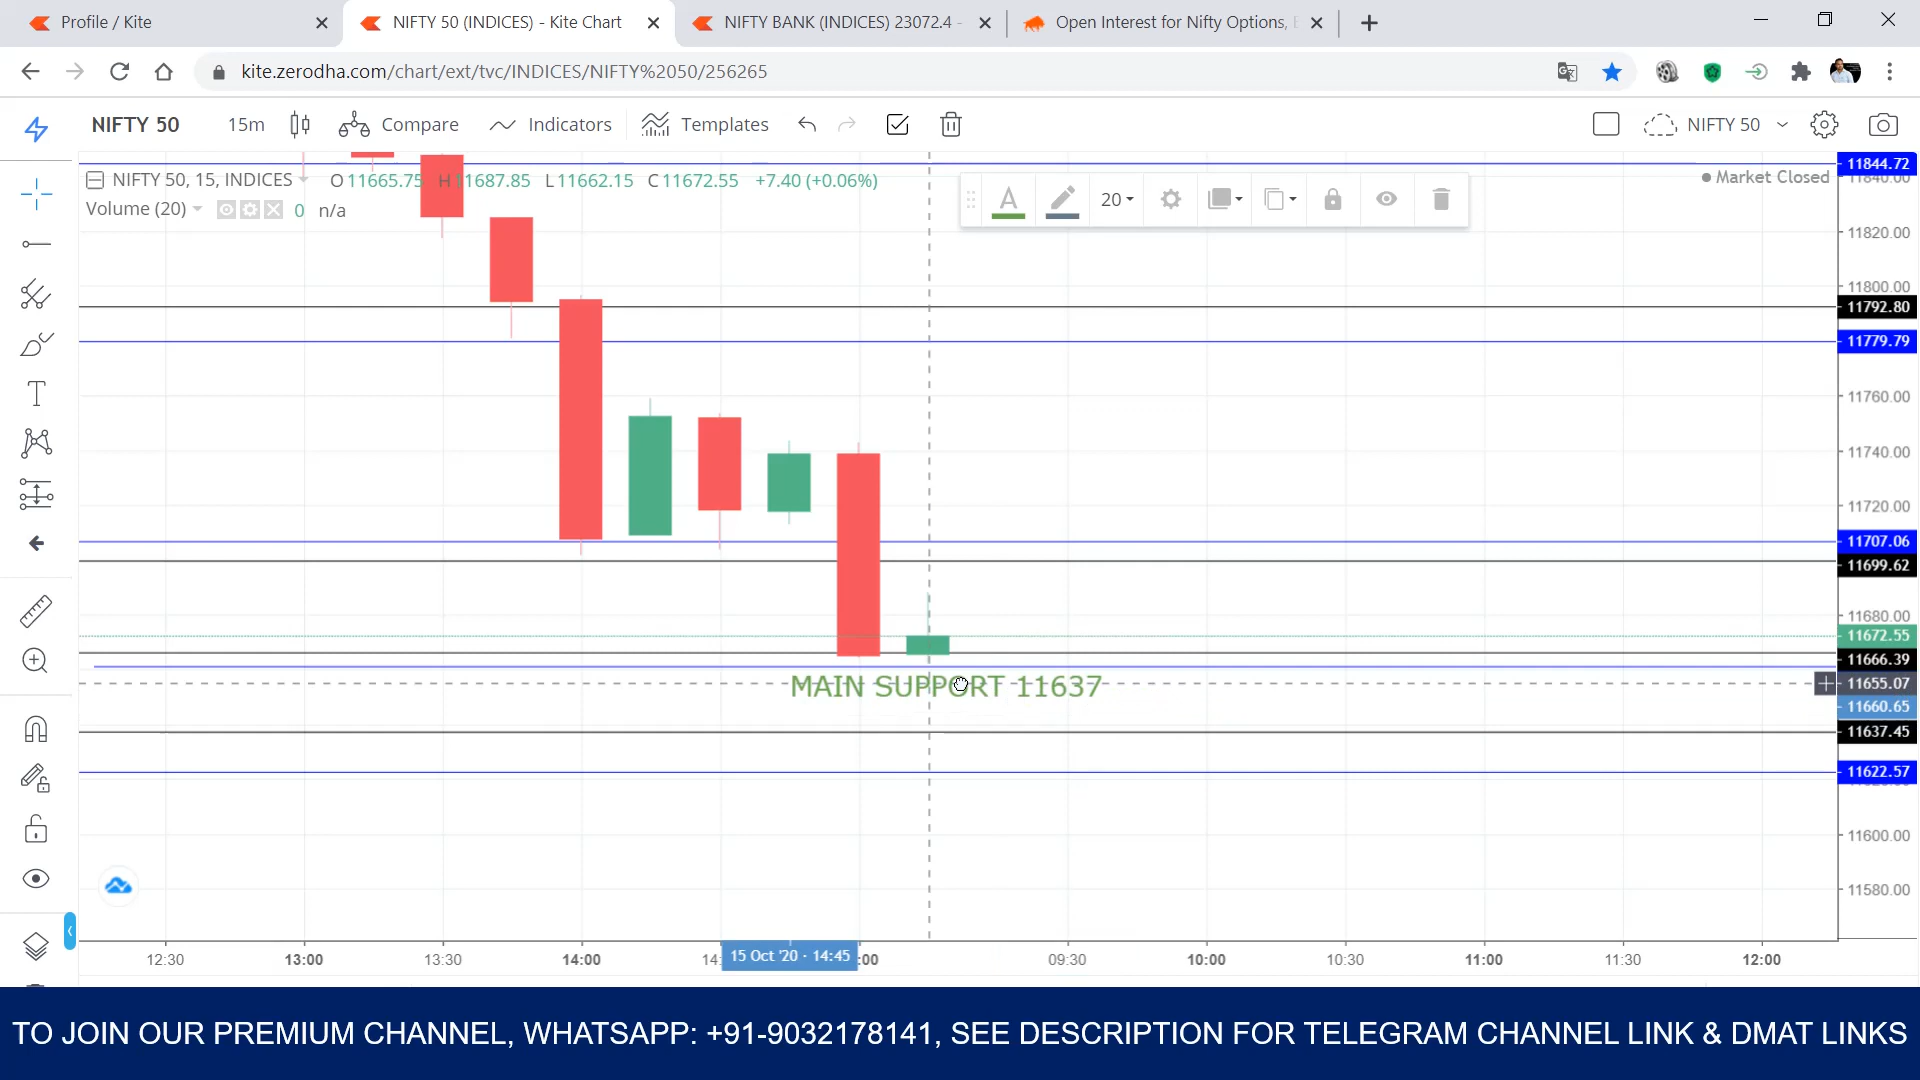 Profile / Kite
NIFTY 50 (INDICES) - Kite Chart
NIFTY BANK (INDICES) 23072.4 -
Open Interest for Nifty Options,
kite.zerodha.com/chart/ext/tvc/INDICES/NIFTY%2050/256265
NIFTY 50
15m
Compare
Indicators
Templates
NIFTY 50
NIFTY 50, 15, INDICES
O 11665.75 H 11687.85 L 11662.15 C 11672.55 +7.40 (+0.06%)
Market Closed
Volume (20)
0 n/a
A
20
11844.72
11840.00
11820.00
11800.00
11792.80
11779.79
11760.00
11740.00
11720.00
11707.06
11699.62
11680.00
11672.55
11666.39
11655.07
11660.65
11637.45
11622.57
11600.00
11580.00
MAIN SUPPORT 11637
12:30
13:00
13:30
14:00
14:
15 Oct '20 · 14:45
:00
09:30
10:00
10:30
11:00
11:30
12:00
TO JOIN OUR PREMIUM CHANNEL, WHATSAPP: +91-9032178141, SEE DESCRIPTION FOR TELEGRAM CHANNEL LINK & DMAT LINKS